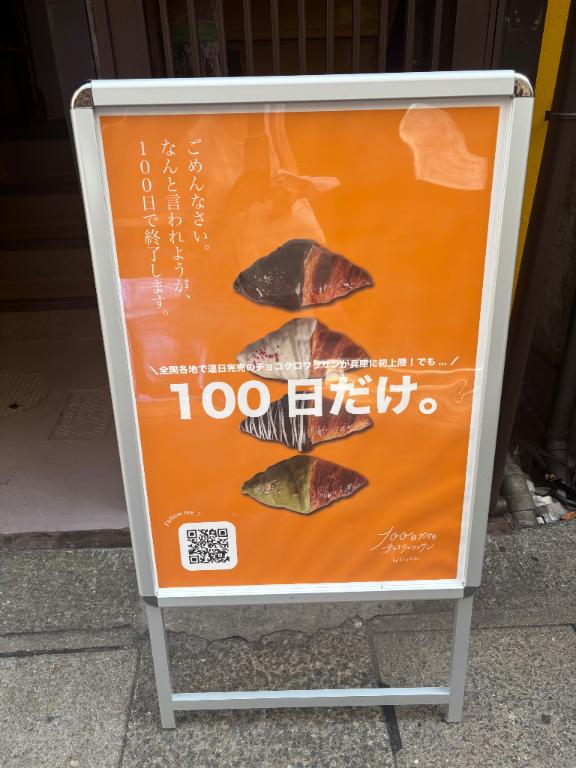 ごめんなさい。
なんと言われようが、
100日で終了します。
\全国各地で連日完売のチョコクロワッサンが兵庫に初上陸！でも... /
100日だけ。
Follow me♪
100日だけの
チョコクロワッサン